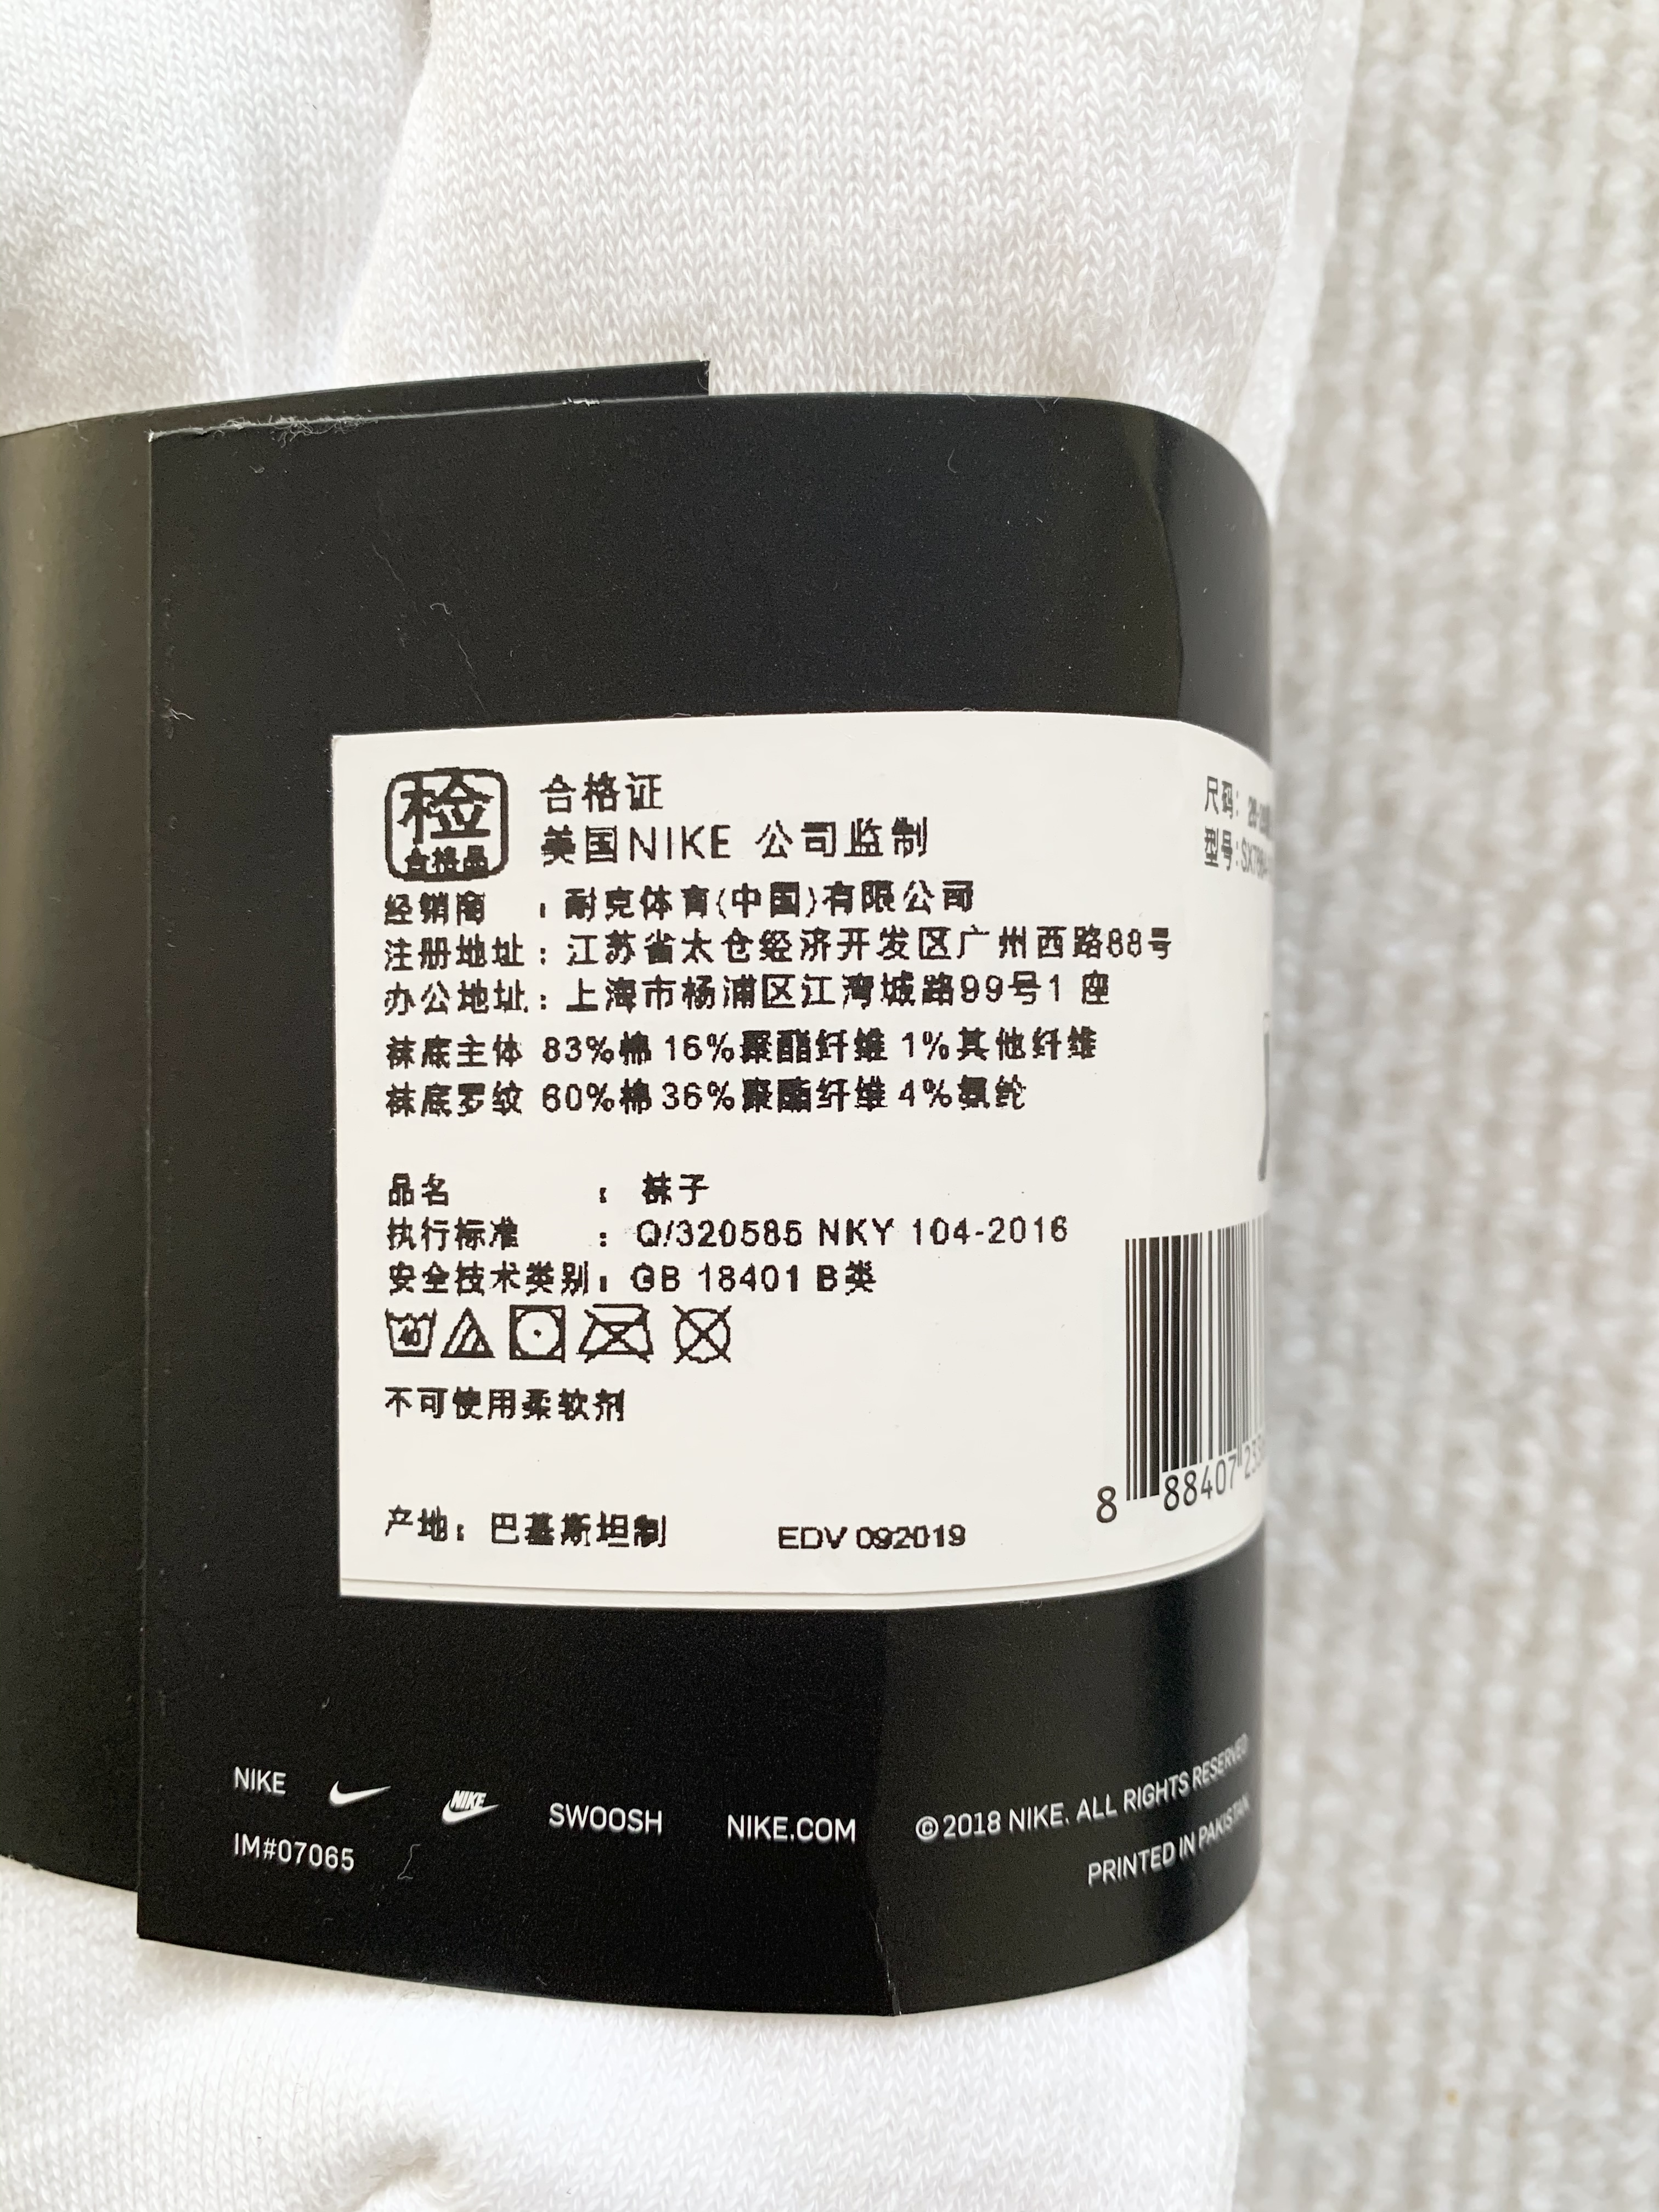 检
合格品
合格证
美国NIKE 公司监制
经销商 : 耐克体育(中国)有限公司
注册地址 : 江苏省太仓经济开发区广州西路88号
办公地址 : 上海市杨浦区江湾城路99号1 座
袜底主体 83%棉 16%聚酯纤维 1%其他纤维
袜底罗纹 60%棉 36%聚酯纤维 4%氨纶
品名 : 袜子
执行标准 : Q/320585 NKY 104-2016
安全技术类别: GB 18401 B类
40
不可使用柔软剂
产地: 巴基斯坦制 EDV 092019
尺码:
型号:
8 88407
NIKE NIKE SWOOSH NIKE.COM ©2018 NIKE. ALL RIGHTS RESERVED
IM#07065 PRINTED IN PAKISTAN